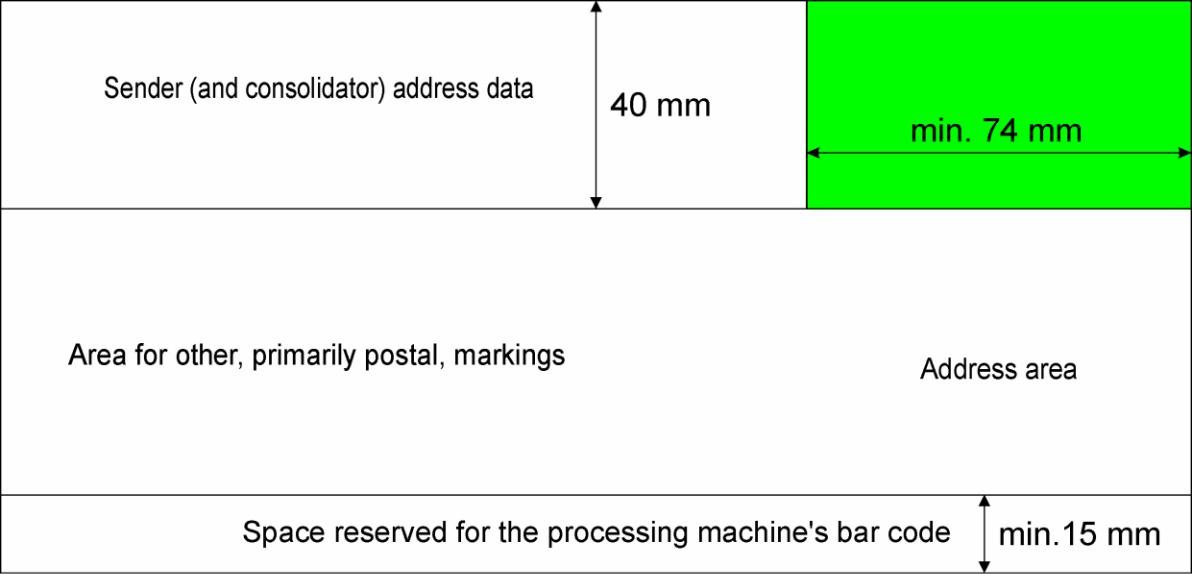 Sender (and consolidator) address data
40 mm
min. 74 mm
Area for other, primarily postal, markings
Address area
Space reserved for the processing machine's bar code
min.15 mm